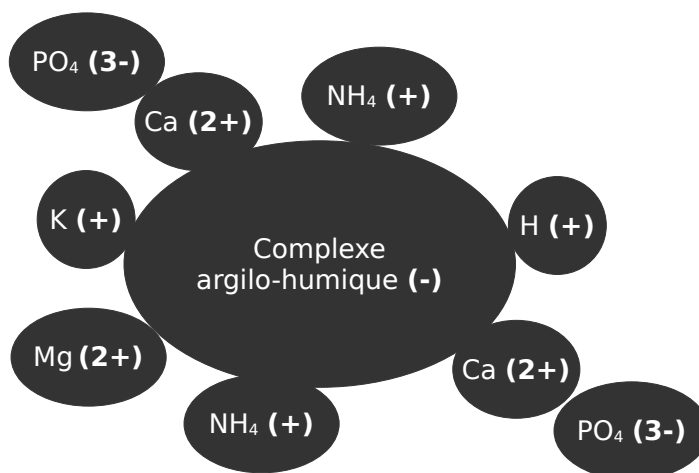 PO₄ (3-)
Ca (2+)
NH₄ (+)
K (+)
H (+)
Complexe
argilo-humique (-)
Mg (2+)
Ca (2+)
NH₄ (+)
PO₄ (3-)